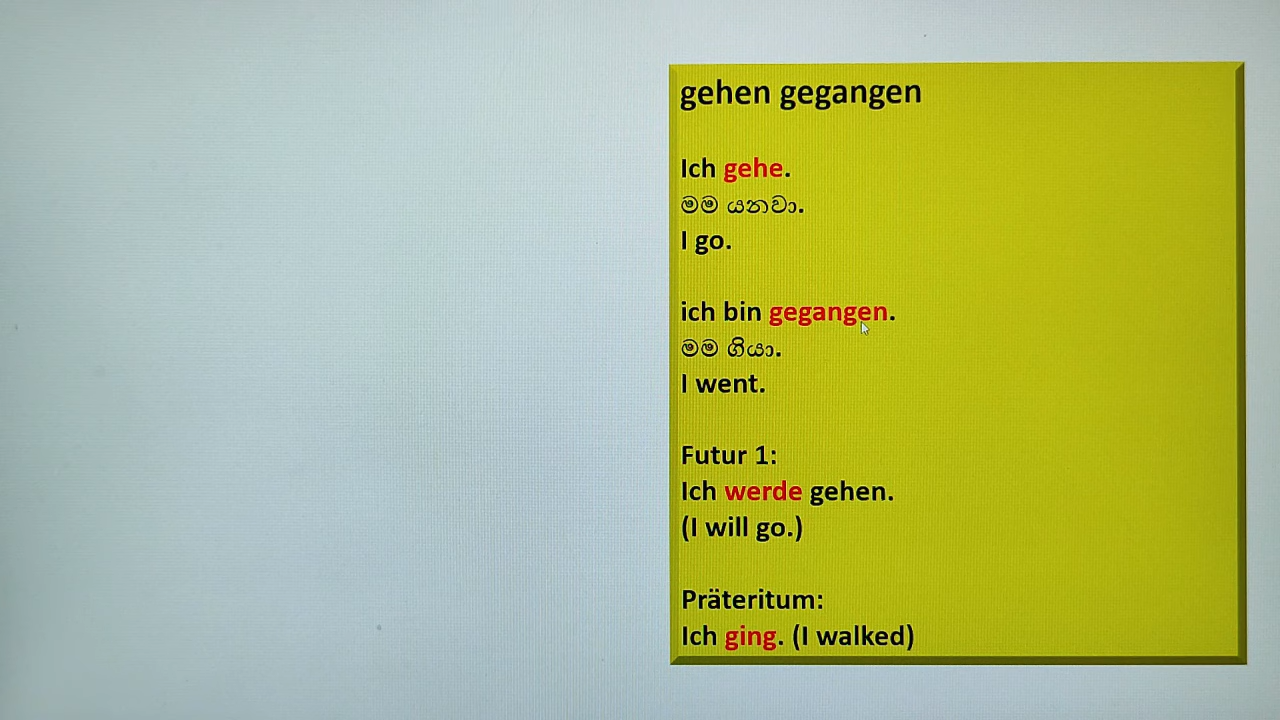 gehen gegangen
Ich gehe.
මම යනවා.
I go.
ich bin gegangen.
මම ගියා.
I went.
Futur 1:
Ich werde gehen.
(I will go.)
Präteritum:
Ich ging. (I walked)